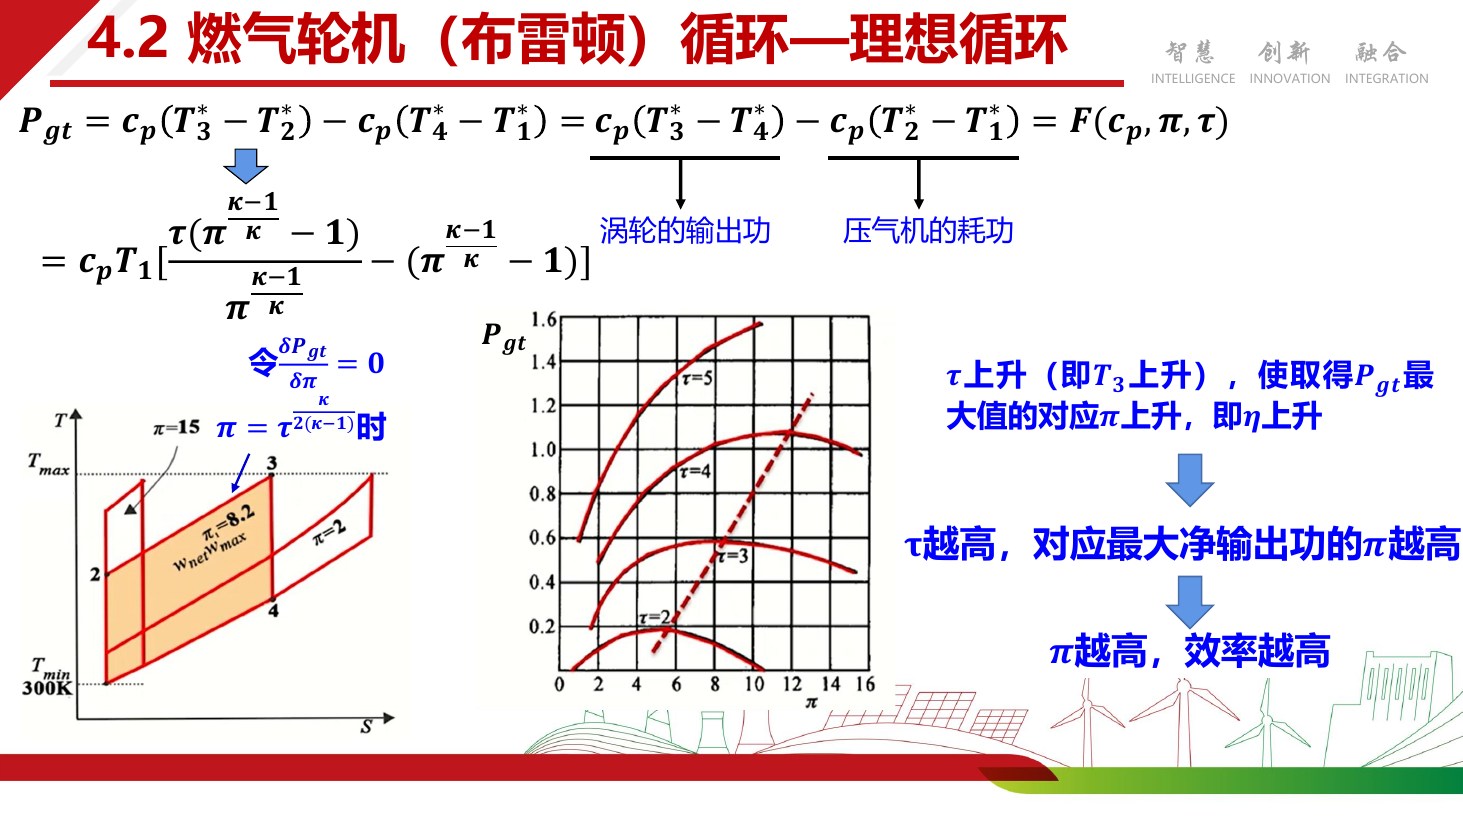 4.2 燃气轮机（布雷顿）循环—理想循环
智慧 创新 融合
INTELLIGENCE INNOVATION INTEGRATION
P_gt = c_p(T_3^* − T_2^*) − c_p(T_4^* − T_1^*) = c_p(T_3^* − T_4^*) − c_p(T_2^* − T_1^*) = F(c_p, π, τ)
涡轮的输出功 压气机的耗功
= c_p T_1[τ(π^((κ−1)/κ) − 1)/π^((κ−1)/κ) − (π^((κ−1)/κ) − 1)]
令 δP_gt/δπ = 0
π = τ^(κ/(2(κ−1)))时
T
π=15
T_max
3
π,=8.2
w_net w_max
π=2
2
4
T_min
300K
S
P_gt
1.6
1.4
1.2
1.0
0.8
0.6
0.4
0.2
τ=5
τ=4
τ=3
τ=2
0 2 4 6 8 10 12 14 16
π
τ上升（即T_3上升），使取得P_gt最
大值的对应π上升，即η上升
τ越高，对应最大净输出功的π越高
π越高，效率越高